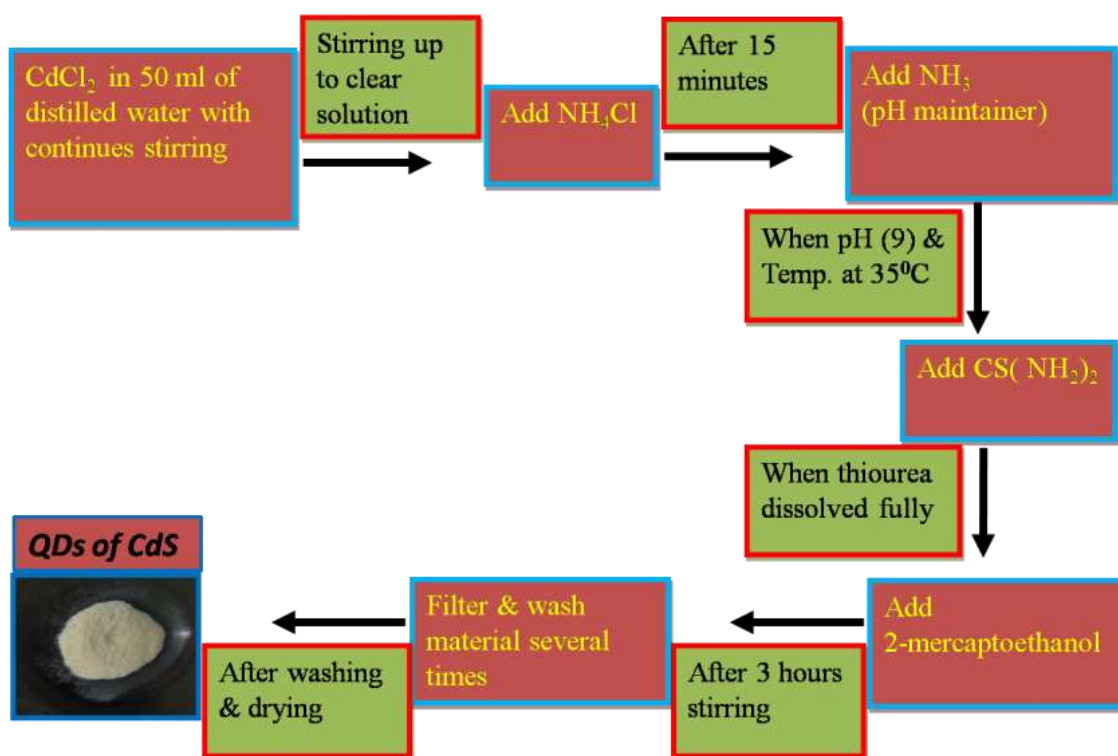 CdCl₂ in 50 ml of
distilled water with
continues stirring
Stirring up
to clear
solution
Add NH₄Cl
After 15
minutes
Add NH₃
(pH maintainer)
When pH (9) &
Temp. at 35⁰C
Add CS( NH₂)₂
When thiourea
dissolved fully
Add
2-mercaptoethanol
After 3 hours
stirring
Filter & wash
material several
times
After washing
& drying
QDs of CdS